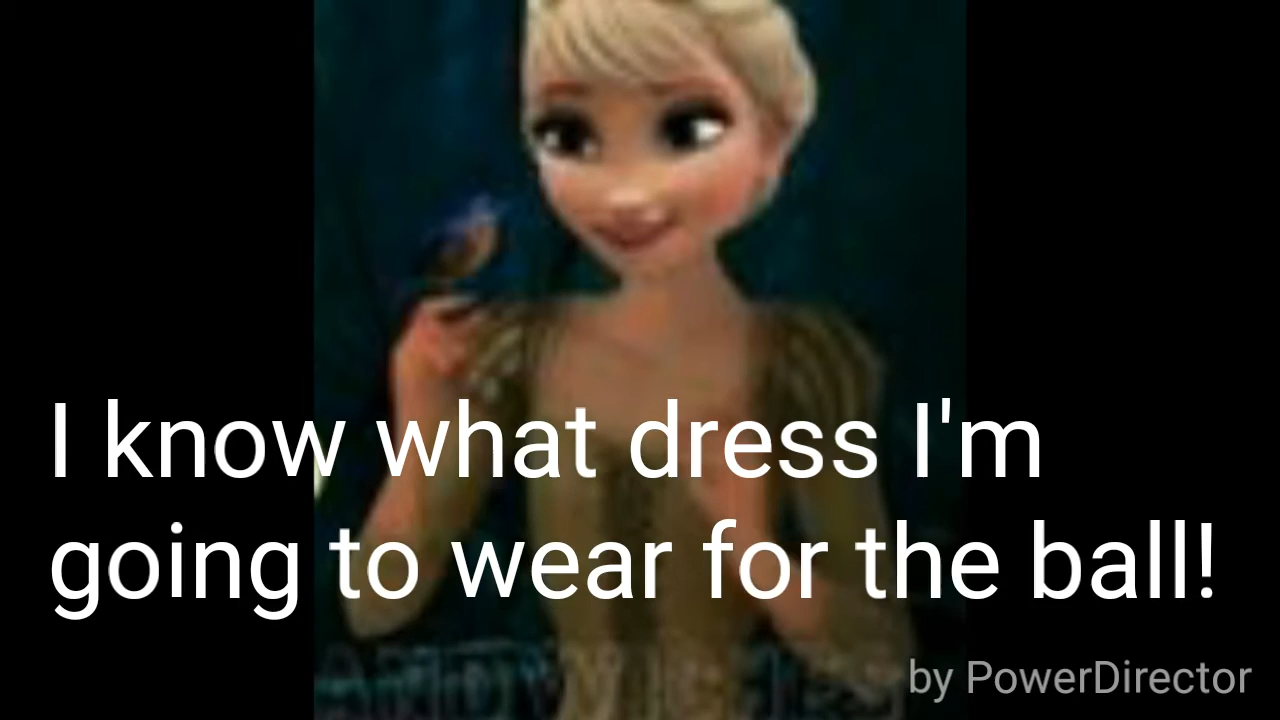 I know what dress I'm
going to wear for the ball!
by PowerDirector